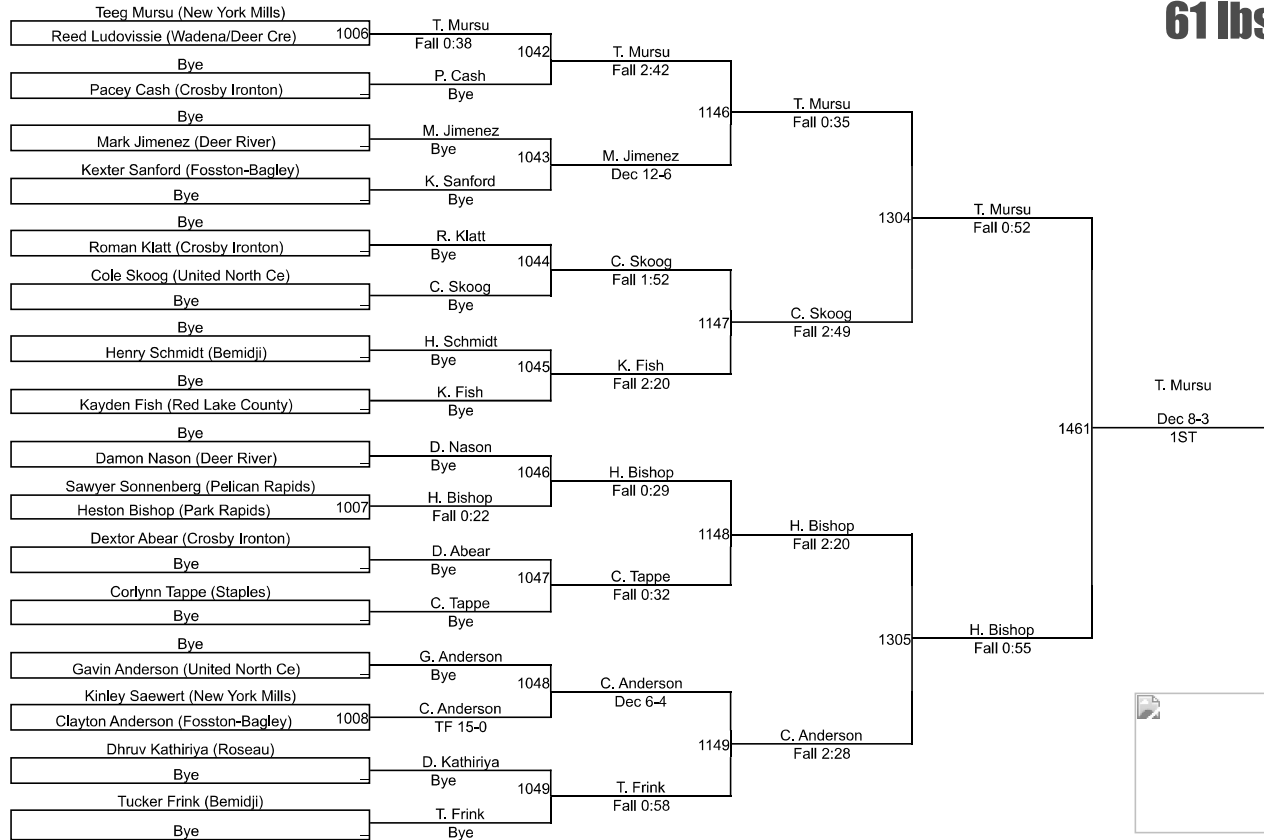 61 lbs
Teeg Mursu (New York Mills)
Reed Ludovissie (Wadena/Deer Cre) 1006
Bye
Pacey Cash (Crosby Ironton)
Bye
Mark Jimenez (Deer River)
Kexter Sanford (Fosston-Bagley)
Bye
Bye
Roman Klatt (Crosby Ironton)
Cole Skoog (United North Ce)
Bye
Bye
Henry Schmidt (Bemidji)
Bye
Kayden Fish (Red Lake County)
Bye
Damon Nason (Deer River)
Sawyer Sonnenberg (Pelican Rapids)
Heston Bishop (Park Rapids) 1007
Dextor Abear (Crosby Ironton)
Bye
Corlynn Tappe (Staples)
Bye
Bye
Gavin Anderson (United North Ce)
Kinley Saewert (New York Mills)
Clayton Anderson (Fosston-Bagley) 1008
Dhruv Kathiriya (Roseau)
Bye
Tucker Frink (Bemidji)
Bye
T. Mursu
Fall 0:38
1042
P. Cash
Bye
M. Jimenez
Bye
1043
K. Sanford
Bye
R. Klatt
Bye
1044
C. Skoog
Bye
H. Schmidt
Bye
1045
K. Fish
Bye
D. Nason
Bye
1046
H. Bishop
Fall 0:22
D. Abear
Bye
1047
C. Tappe
Bye
G. Anderson
Bye
1048
C. Anderson
TF 15-0
D. Kathiriya
Bye
1049
T. Frink
Bye
T. Mursu
Fall 2:42
1146
M. Jimenez
Dec 12-6
C. Skoog
Fall 1:52
1147
K. Fish
Fall 2:20
H. Bishop
Fall 0:29
1148
C. Tappe
Fall 0:32
C. Anderson
Dec 6-4
1149
T. Frink
Fall 0:58
T. Mursu
Fall 0:35
1304
C. Skoog
Fall 2:49
H. Bishop
Fall 2:20
1305
C. Anderson
Fall 2:28
T. Mursu
Fall 0:52
1461
H. Bishop
Fall 0:55
T. Mursu
Dec 8-3
1ST